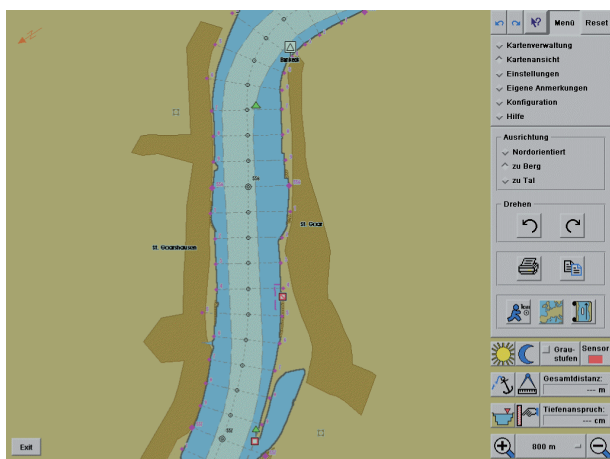 Menü
Reset
Kartenverwaltung
Kartenansicht
Einstellungen
Eigene Anmerkungen
Konfiguration
Hilfe
Ausrichtung
Nordorientiert
zu Berg
zu Tal
Drehen
Grau-
stufen
Sensor
Gesamtdistanz:
--- m
Tiefenanspruch:
--- cm
800 m
Bankeck
St. Goarshausen
St. Goar
Exit